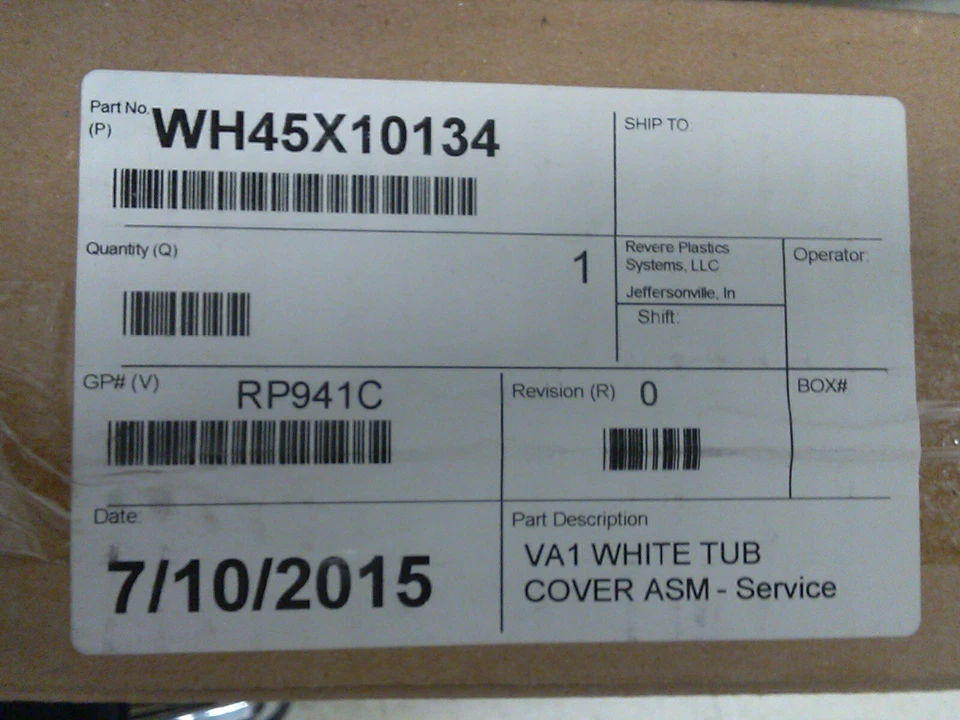 Part No.
(P)
WH45X10134
SHIP TO:
Quantity (Q)
1
Revere Plastics
Systems, LLC
Jeffersonville, In
Operator:
Shift:
GP# (V)
RP941C
Revision (R) 0
BOX#
Date:
7/10/2015
Part Description
VA1 WHITE TUB
COVER ASM - Service